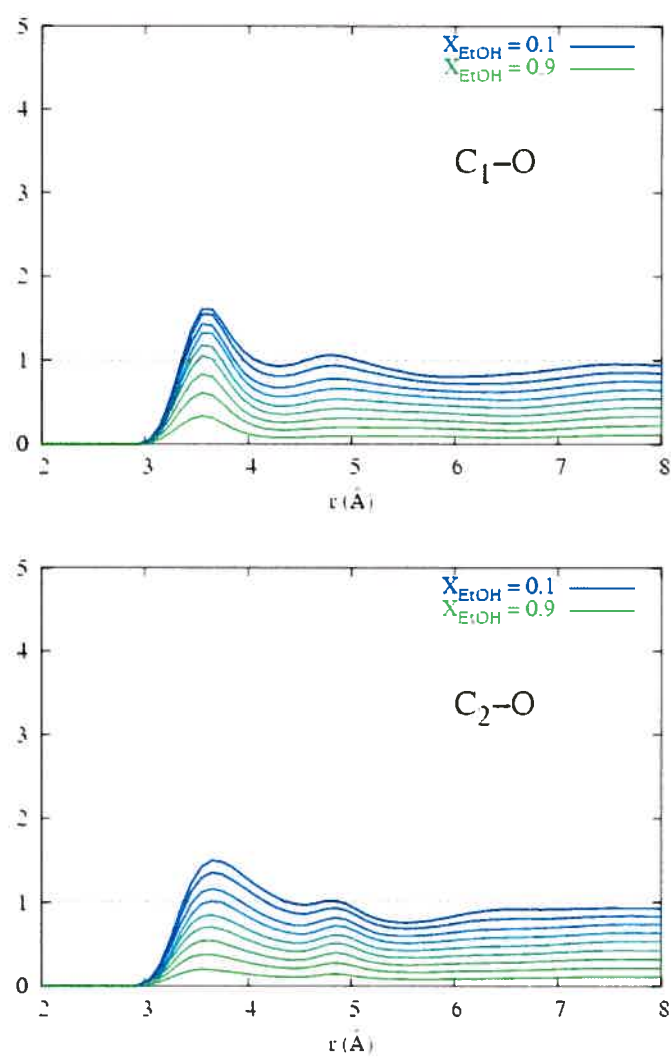 5
4
3
2
1
0
X_EtOH = 0.1
X_EtOH = 0.9
C₁–O
2 3 4 5 6 7 8
r (Å)
5
4
3
2
1
0
X_EtOH = 0.1
X_EtOH = 0.9
C₂–O
2 3 4 5 6 7 8
r (Å)